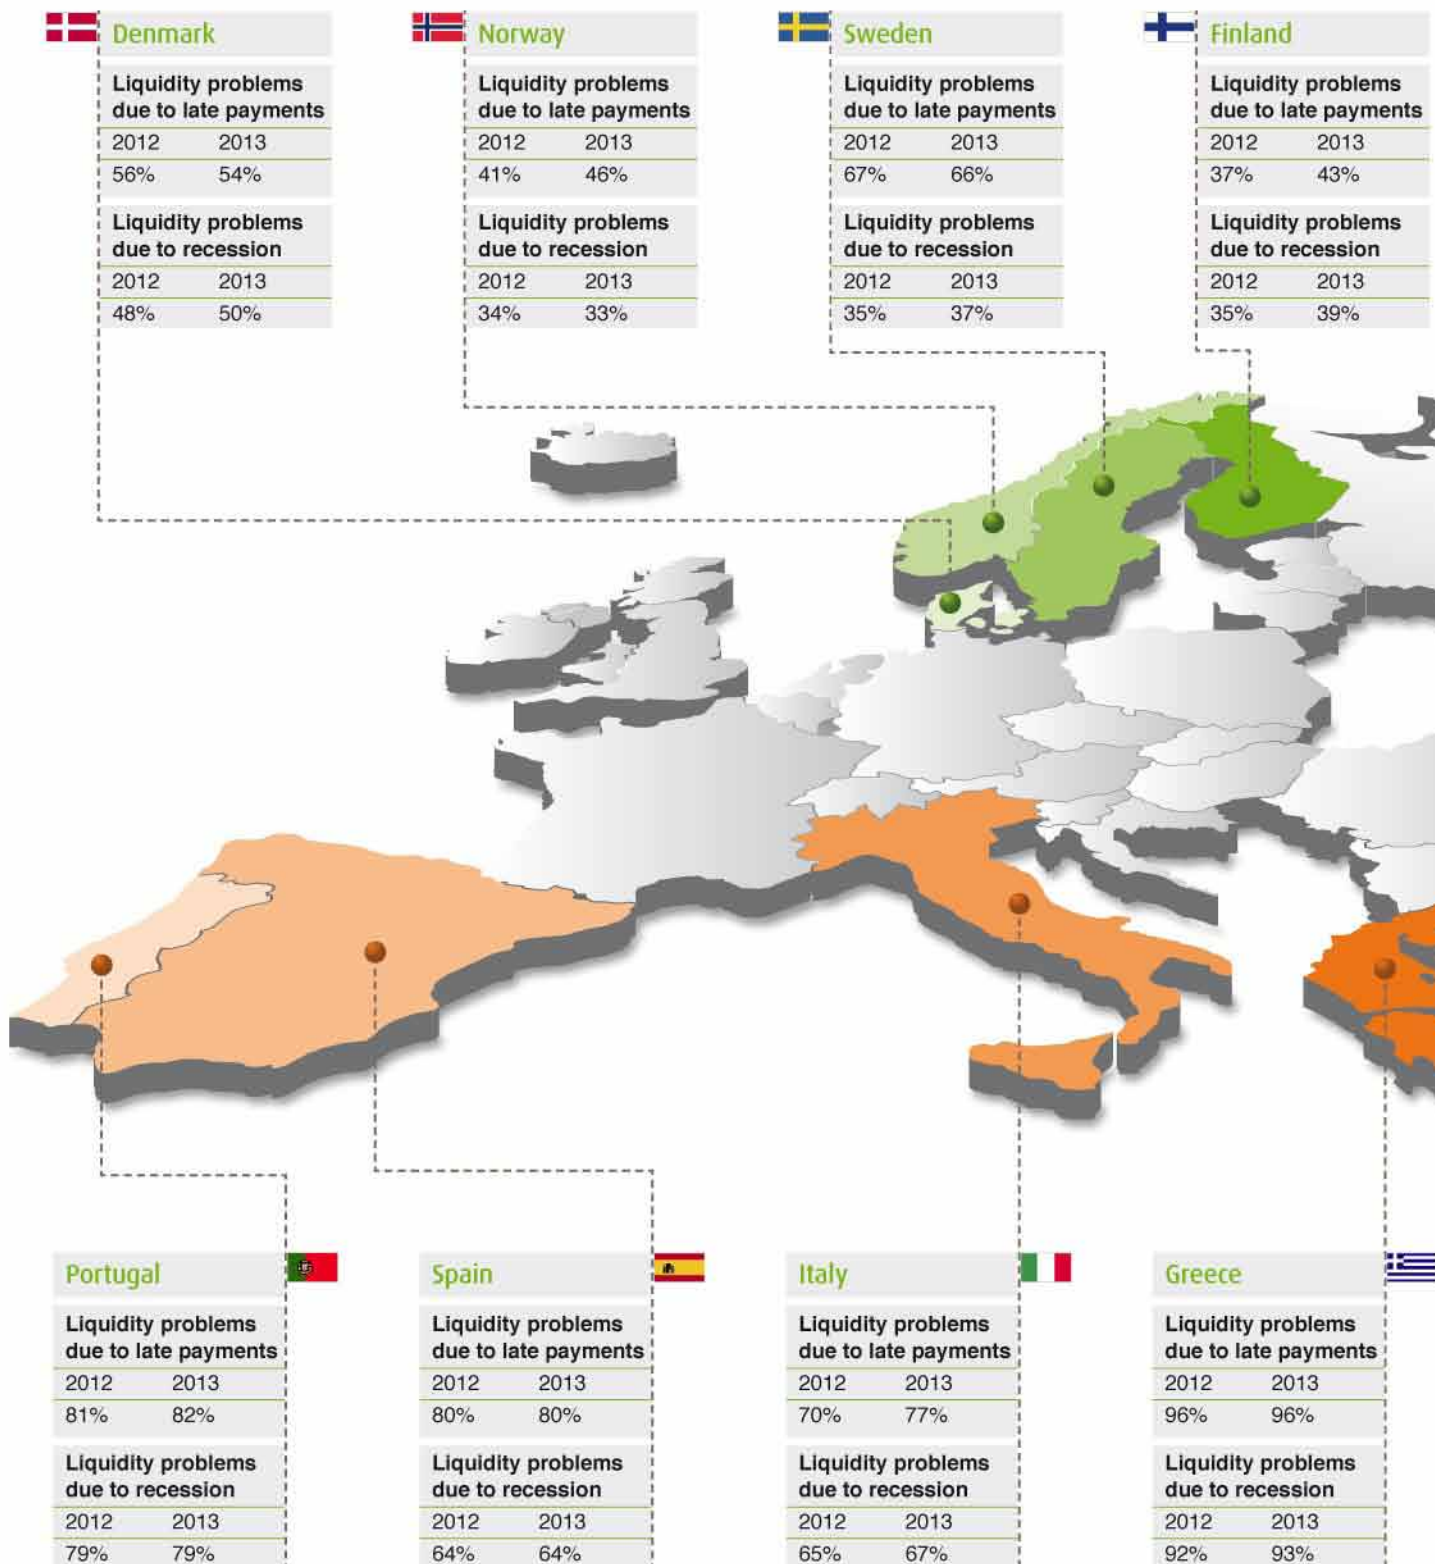 Denmark
Liquidity problems
due to late payments
2012 2013
56% 54%
Liquidity problems
due to recession
2012 2013
48% 50%
Norway
Liquidity problems
due to late payments
2012 2013
41% 46%
Liquidity problems
due to recession
2012 2013
34% 33%
Sweden
Liquidity problems
due to late payments
2012 2013
67% 66%
Liquidity problems
due to recession
2012 2013
35% 37%
Finland
Liquidity problems
due to late payments
2012 2013
37% 43%
Liquidity problems
due to recession
2012 2013
35% 39%
Portugal
Liquidity problems
due to late payments
2012 2013
81% 82%
Liquidity problems
due to recession
2012 2013
79% 79%
Spain
Liquidity problems
due to late payments
2012 2013
80% 80%
Liquidity problems
due to recession
2012 2013
64% 64%
Italy
Liquidity problems
due to late payments
2012 2013
70% 77%
Liquidity problems
due to recession
2012 2013
65% 67%
Greece
Liquidity problems
due to late payments
2012 2013
96% 96%
Liquidity problems
due to recession
2012 2013
92% 93%